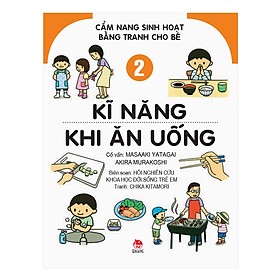 CẨM NANG SINH HOẠT
BẰNG TRANH CHO BÉ
2
KĨ NĂNG
KHI ĂN UỐNG
Cố vấn: MASAAKI YATAGAI
AKIRA MURAKOSHI
Biên soạn: HỘI NGHIÊN CỨU
KHOA HỌC ĐỜI SỐNG TRẺ EM
Tranh: CHIKA KITAMORI